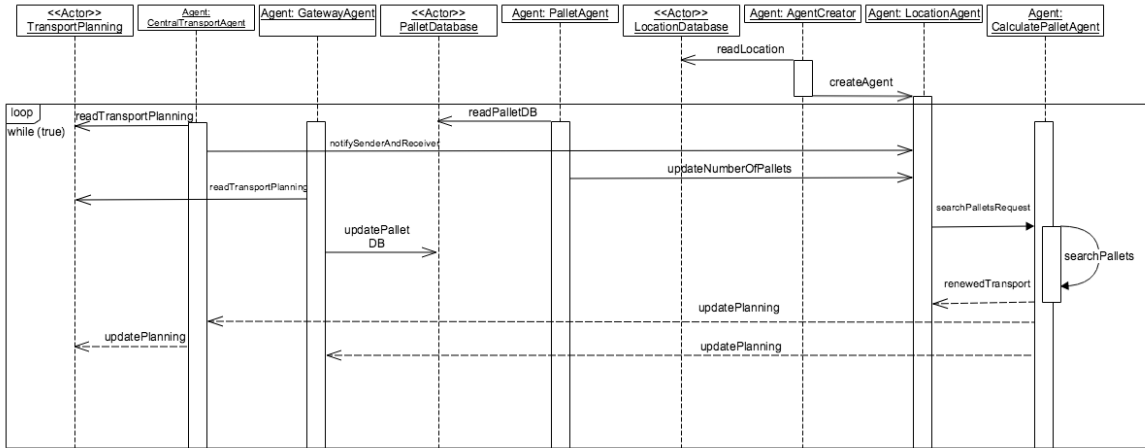 <<Actor>>
TransportPlanning
Agent:
CentralTransportAgent
Agent: GatewayAgent
<<Actor>>
PalletDatabase
Agent: PalletAgent
<<Actor>>
LocationDatabase
Agent: AgentCreator
Agent: LocationAgent
Agent:
CalculatePalletAgent
readLocation
createAgent
loop
while (true)
readTransportPlanning
readPalletDB
notifySenderAndReceiver
updateNumberOfPallets
readTransportPlanning
searchPalletsRequest
updatePallet
DB
searchPallets
renewedTransport
updatePlanning
updatePlanning
updatePlanning